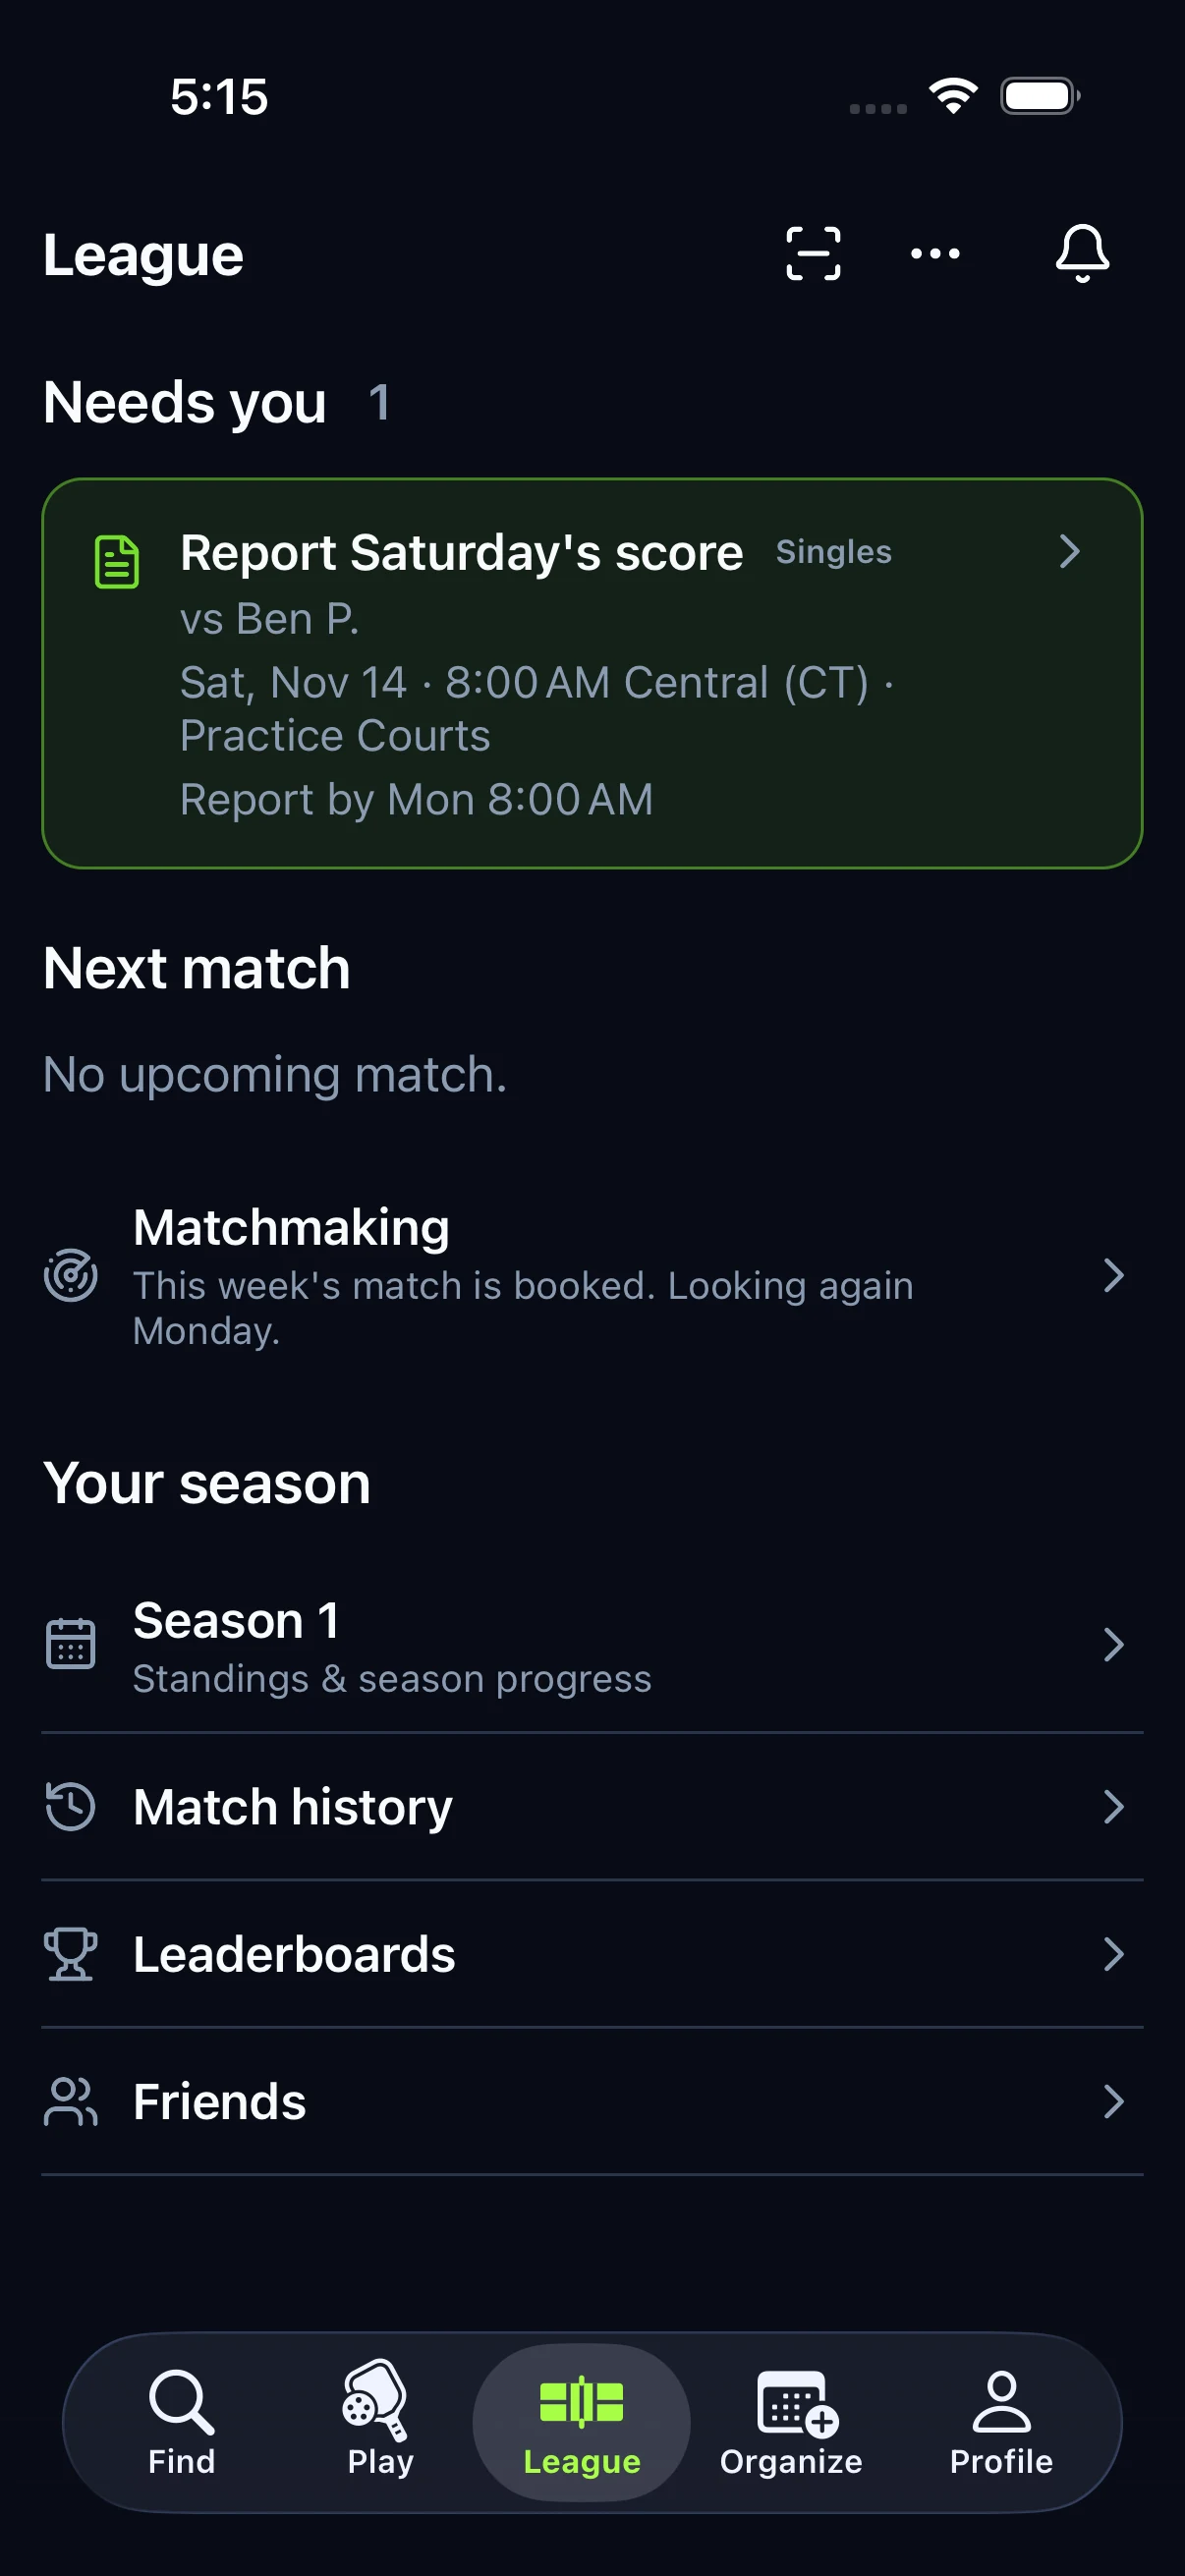 5:15
League
Needs you 1
Report Saturday's score Singles
vs Ben P.
Sat, Nov 14 · 8:00 AM Central (CT) ·
Practice Courts
Report by Mon 8:00 AM
Next match
No upcoming match.
Matchmaking
This week's match is booked. Looking again
Monday.
Your season
Season 1
Standings & season progress
Match history
Leaderboards
Friends
Find Play League Organize Profile